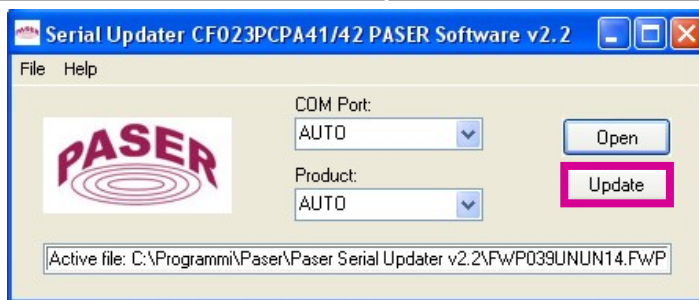 Serial Updater CF023PCPA41/42 PASER Software v2.2
File Help
COM Port:
AUTO
Open
PASER
Product:
AUTO
Update
Active file: C:\Programmi\Paser\Paser Serial Updater v2.2\FWP039UNUN14.FWP